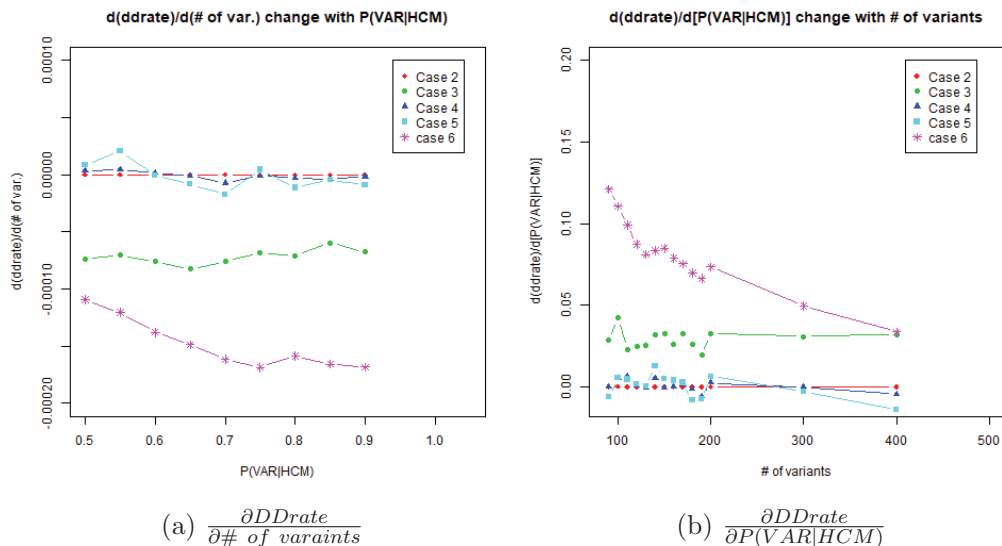 d(ddrate)/d(# of var.) change with P(VAR|HCM)
d(ddrate)/d(# of var.)
0.00010
0.00000
-0.00010
-0.00020
Case 2
Case 3
Case 4
Case 5
case 6
0.5 0.6 0.7 0.8 0.9 1.0
P(VAR|HCM)
(a) ∂DDrate / ∂# of varaints
d(ddrate)/d[P(VAR|HCM)] change with # of variants
d(ddrate)/d[P(VAR|HCM)]
0.20
0.15
0.10
0.05
0.00
Case 2
Case 3
Case 4
Case 5
case 6
100 200 300 400 500
# of variants
(b) ∂DDrate / ∂P(VAR|HCM)